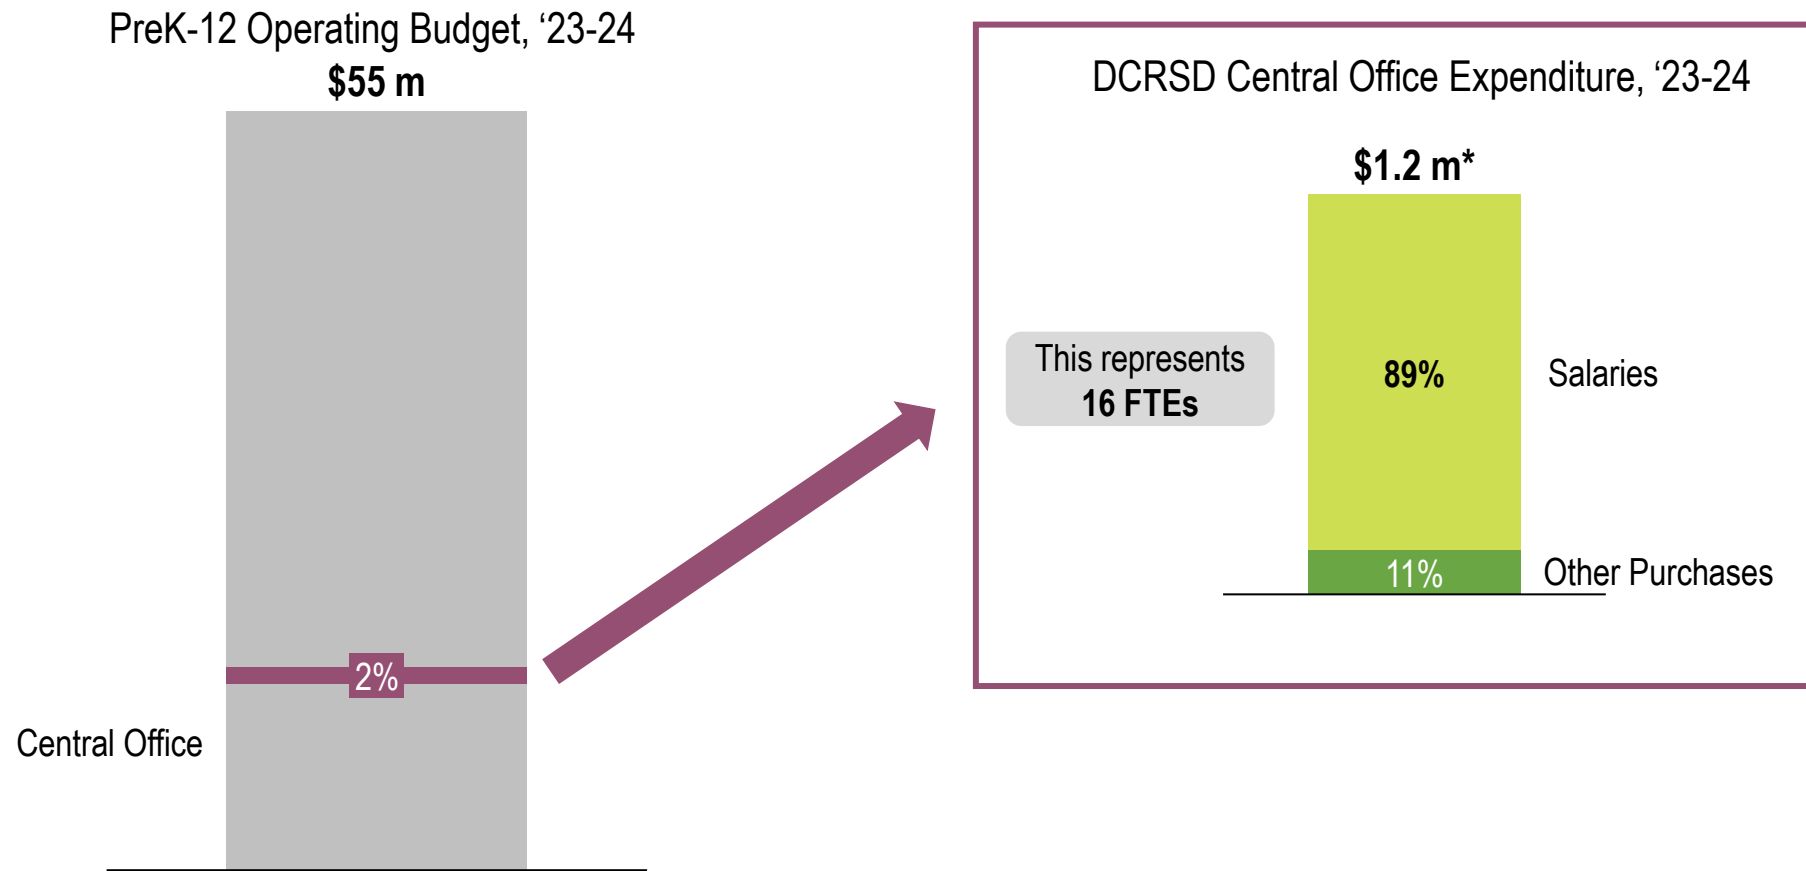 PreK-12 Operating Budget, ‘23-24
$55 m
2%
Central Office
DCRSD Central Office Expenditure, ‘23-24
$1.2 m*
This represents
16 FTEs
89%
Salaries
11%
Other Purchases